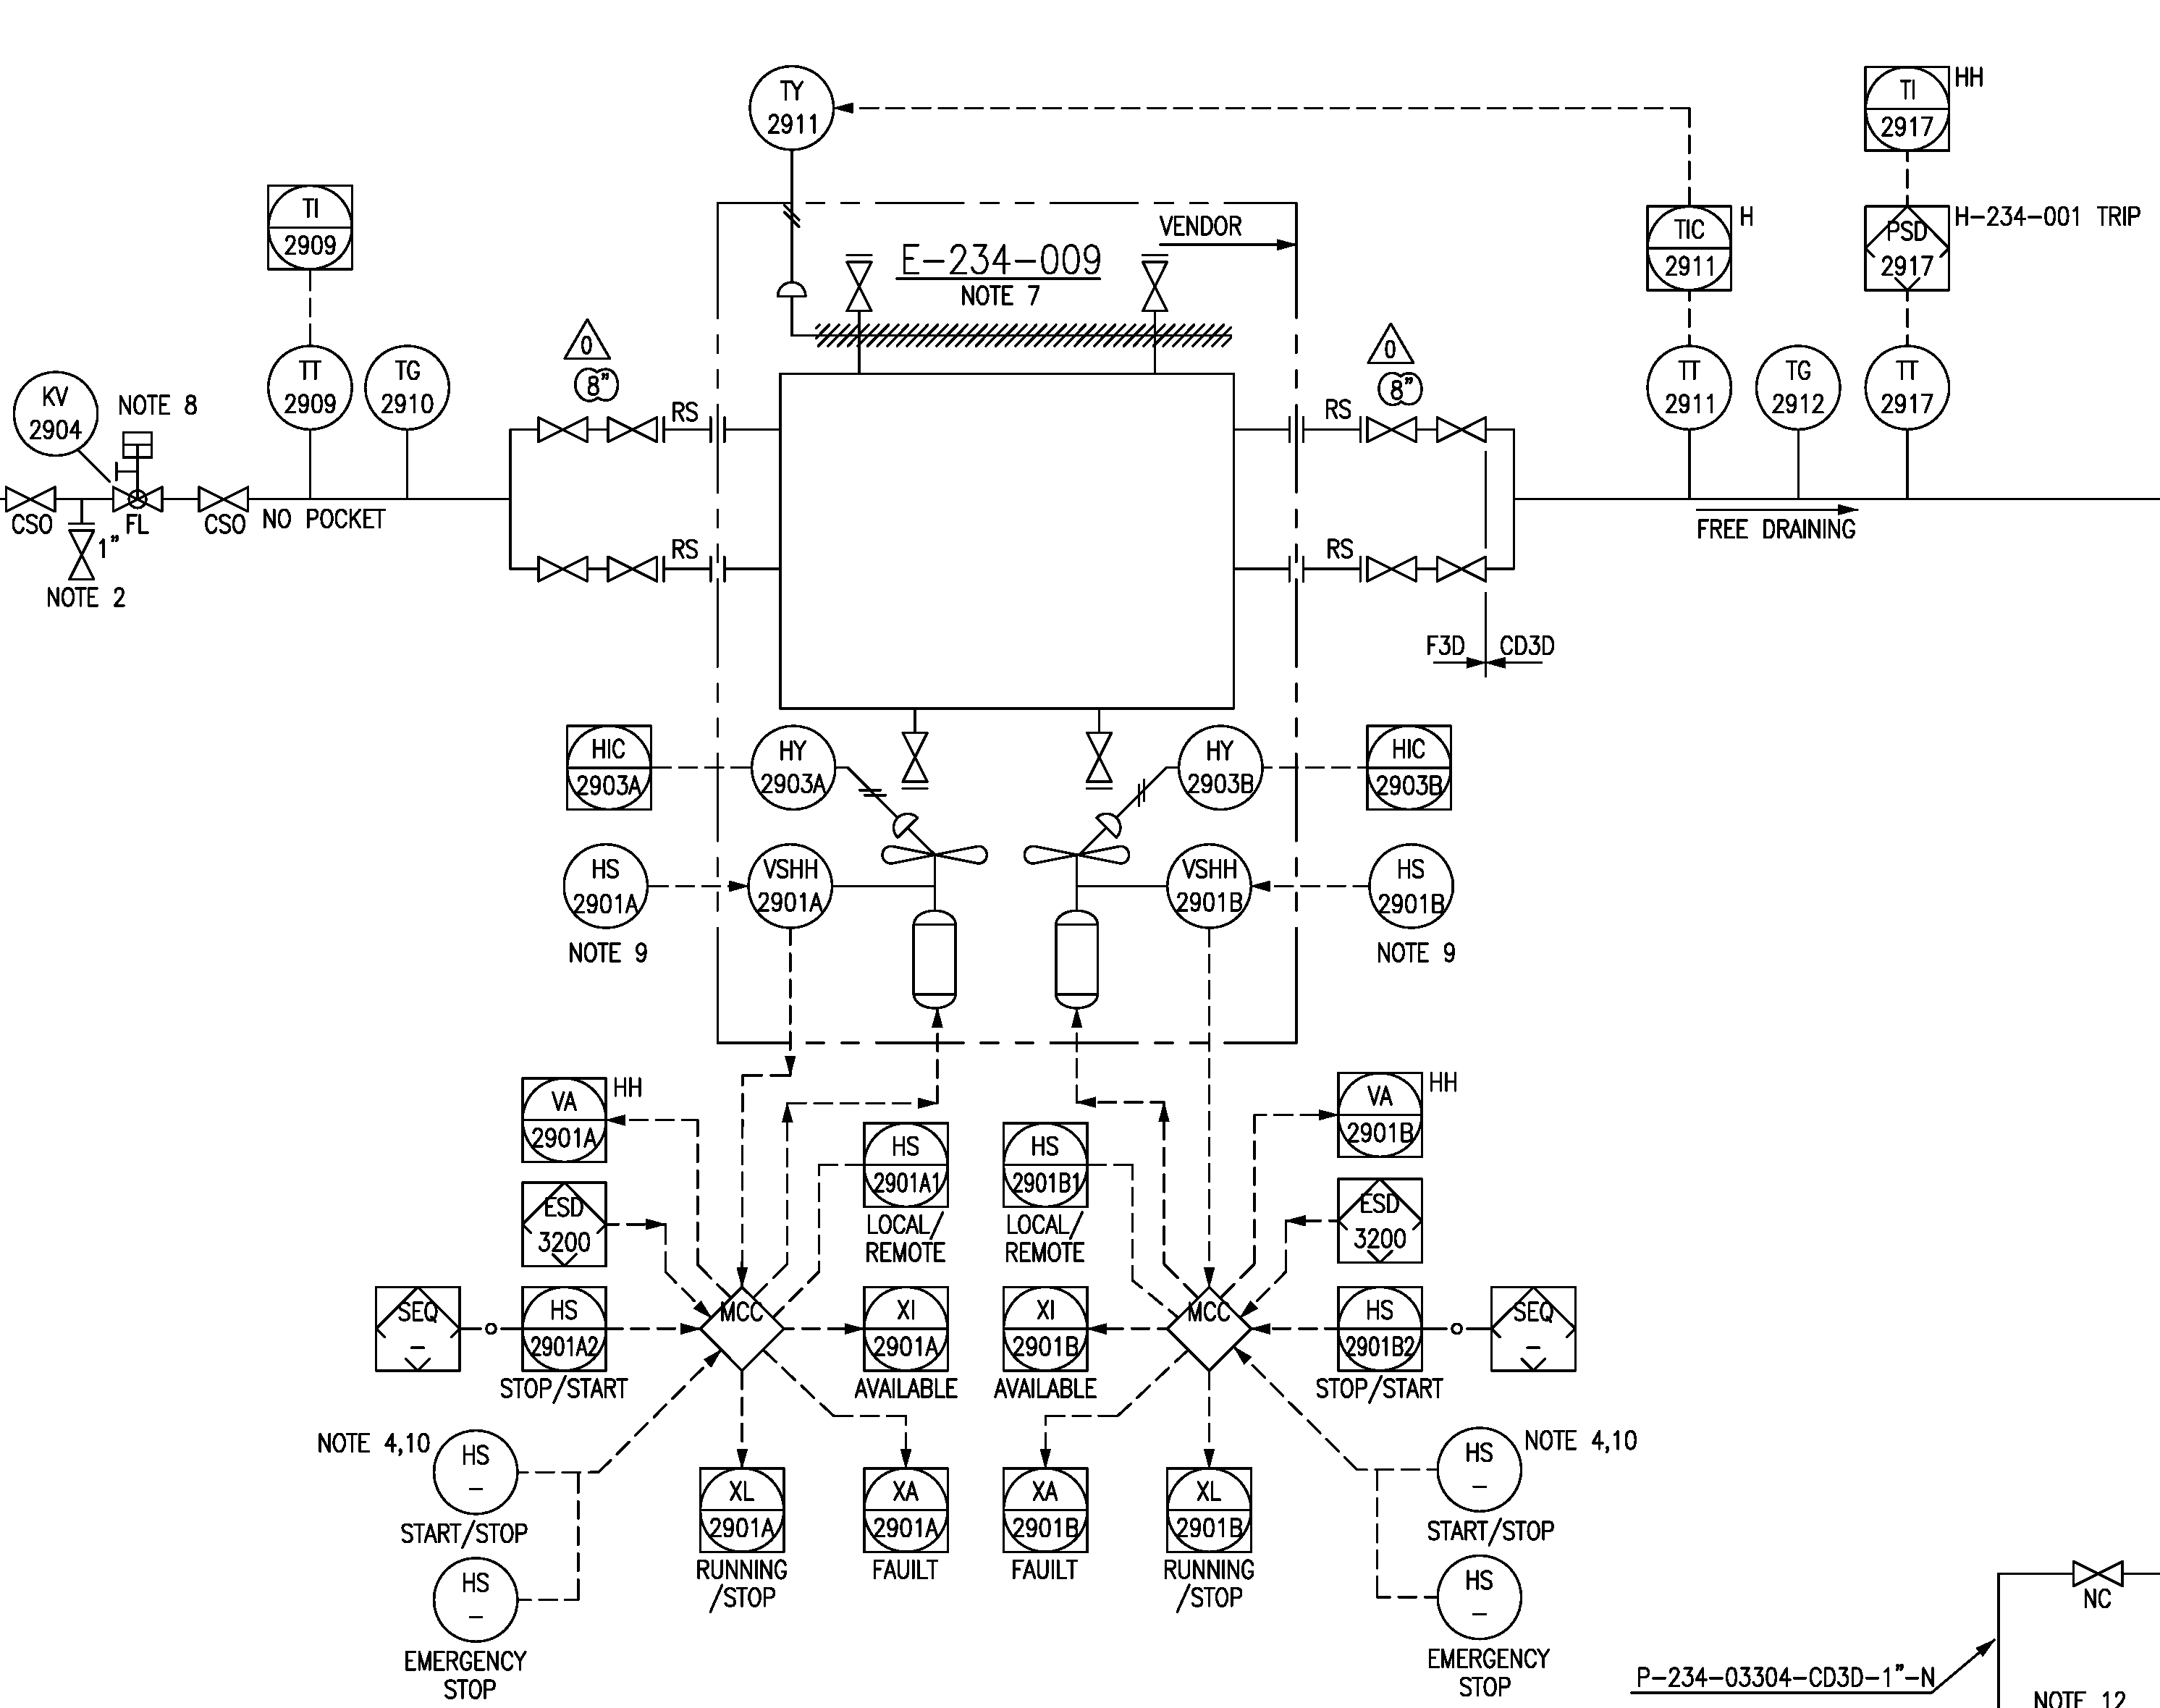 TY
2911
TI
2917
HH
TI
2909
VENDOR
E-234-009
NOTE 7
TIC
2911
H
PSD
2917
H-234-001 TRIP
KV
2904
NOTE 8
TT
2909
TG
2910
0
8"
0
8"
TT
2911
TG
2912
TT
2917
RS
RS
CSO
FL
CSO
NO POCKET
1"
NOTE 2
RS
RS
FREE DRAINING
F3D
CD3D
HIC
2903A
HY
2903A
HY
2903B
HIC
2903B
HS
2901A
NOTE 9
VSHH
2901A
VSHH
2901B
HS
2901B
NOTE 9
VA
2901A
HH
VA
2901B
HH
HS
2901A1
LOCAL/
REMOTE
HS
2901B1
LOCAL/
REMOTE
ESD
3200
ESD
3200
SEQ
-
HS
2901A2
STOP/START
MCC
XI
2901A
AVAILABLE
XI
2901B
AVAILABLE
MCC
HS
2901B2
STOP/START
SEQ
-
NOTE 4,10
HS
-
START/STOP
HS
-
EMERGENCY
STOP
XL
2901A
RUNNING
/STOP
XA
2901A
FAUILT
XA
2901B
FAUILT
XL
2901B
RUNNING
/STOP
HS
-
NOTE 4,10
START/STOP
HS
-
EMERGENCY
STOP
NC
P-234-03304-CD3D-1"-N
NOTE 12